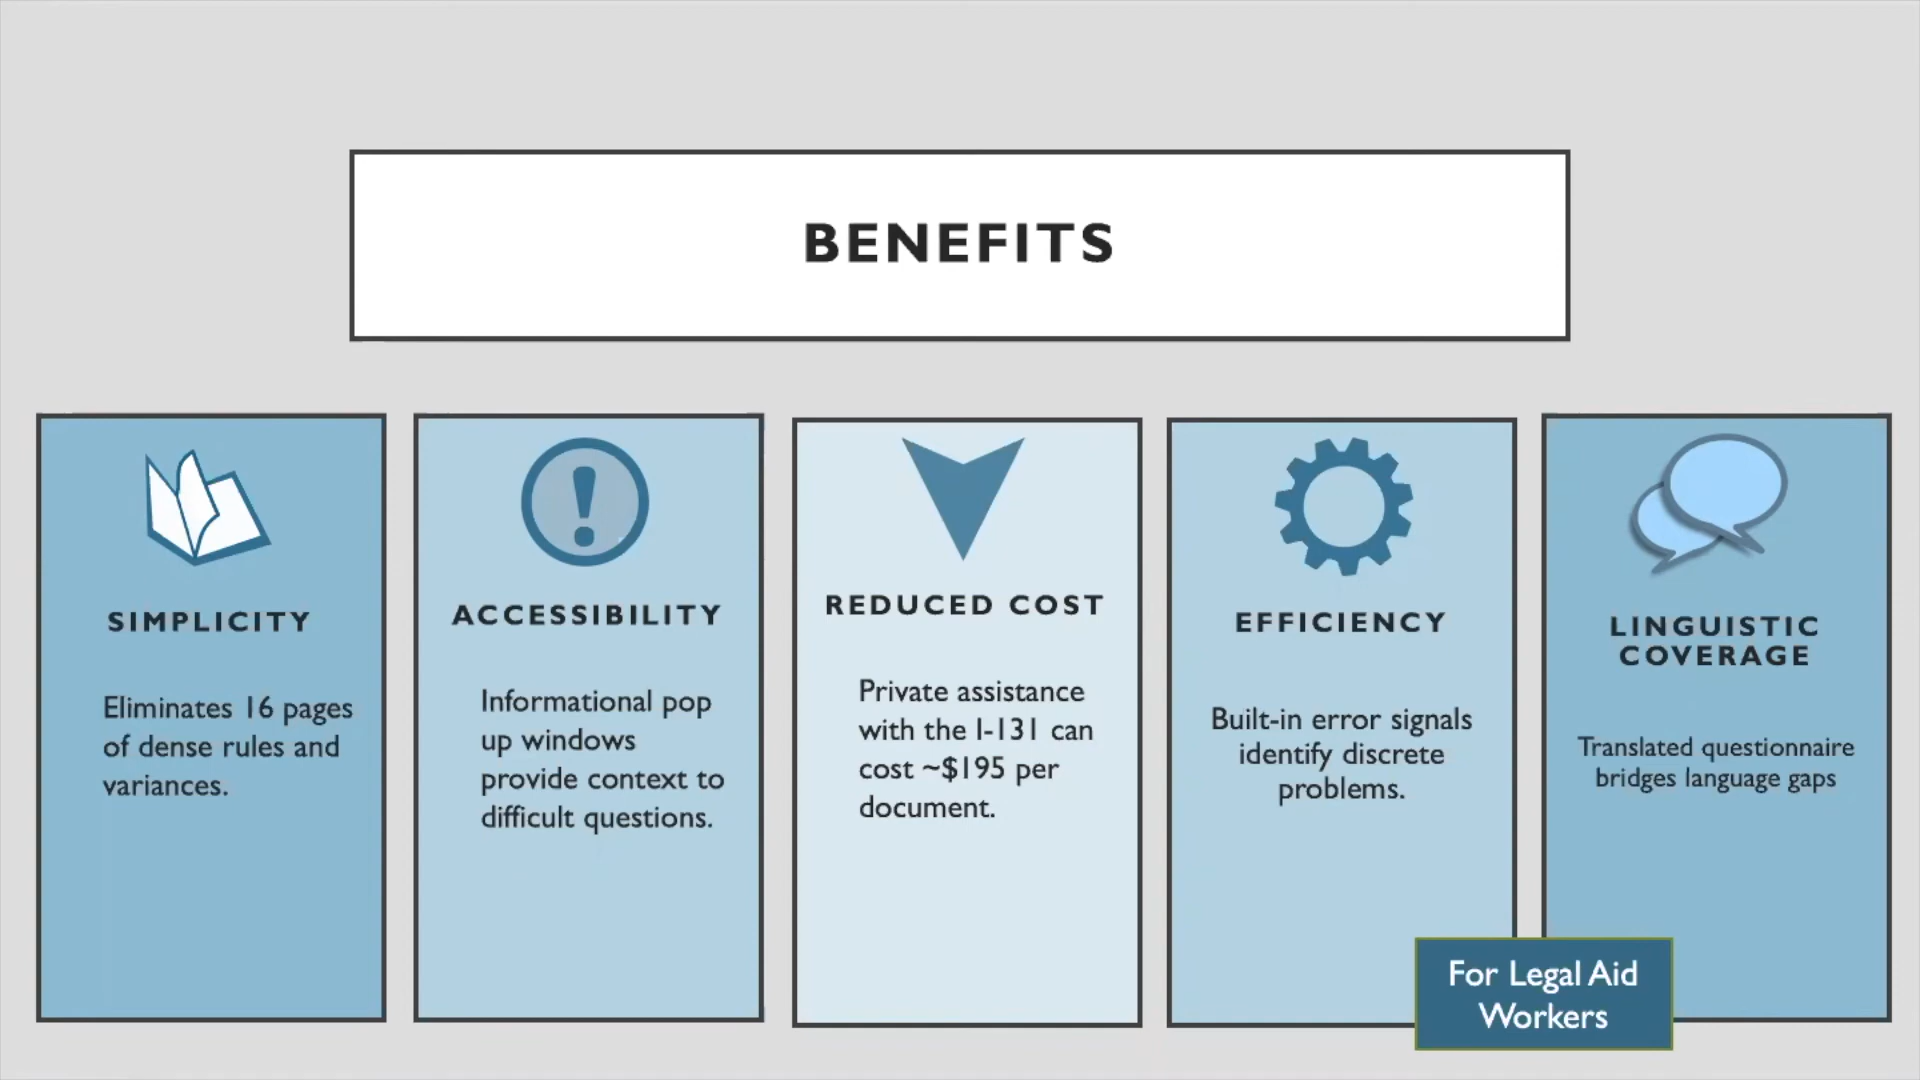 BENEFITS
SIMPLICITY
Eliminates 16 pages
of dense rules and
variances.
ACCESSIBILITY
Informational pop
up windows
provide context to
difficult questions.
REDUCED COST
Private assistance
with the I-131 can
cost ~$195 per
document.
EFFICIENCY
Built-in error signals
identify discrete
problems.
LINGUISTIC
COVERAGE
Translated questionnaire
bridges language gaps
For Legal Aid
Workers